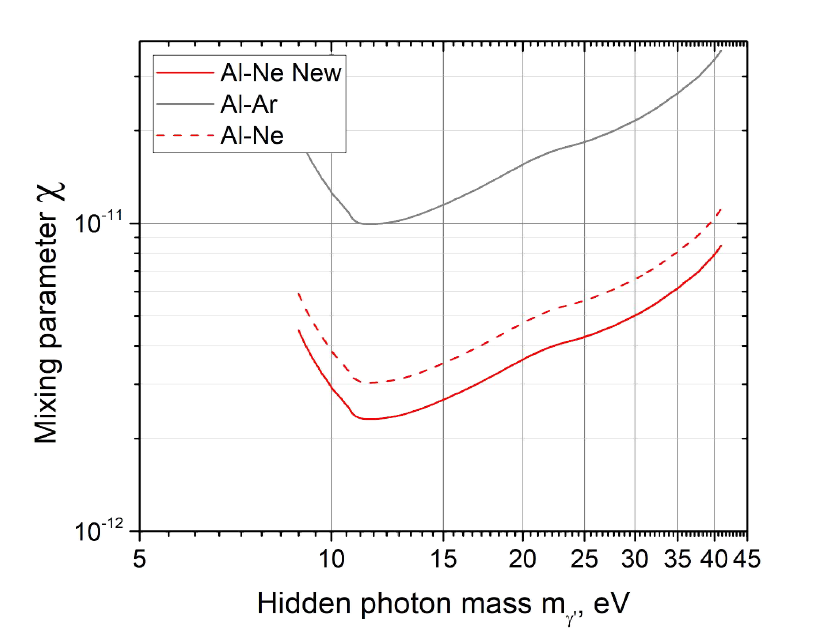 Al-Ne New
Al-Ar
Al-Ne
Mixing parameter χ
10⁻¹¹
10⁻¹²
5 10 15 20 25 30 35 40 45
Hidden photon mass mᵧ', eV